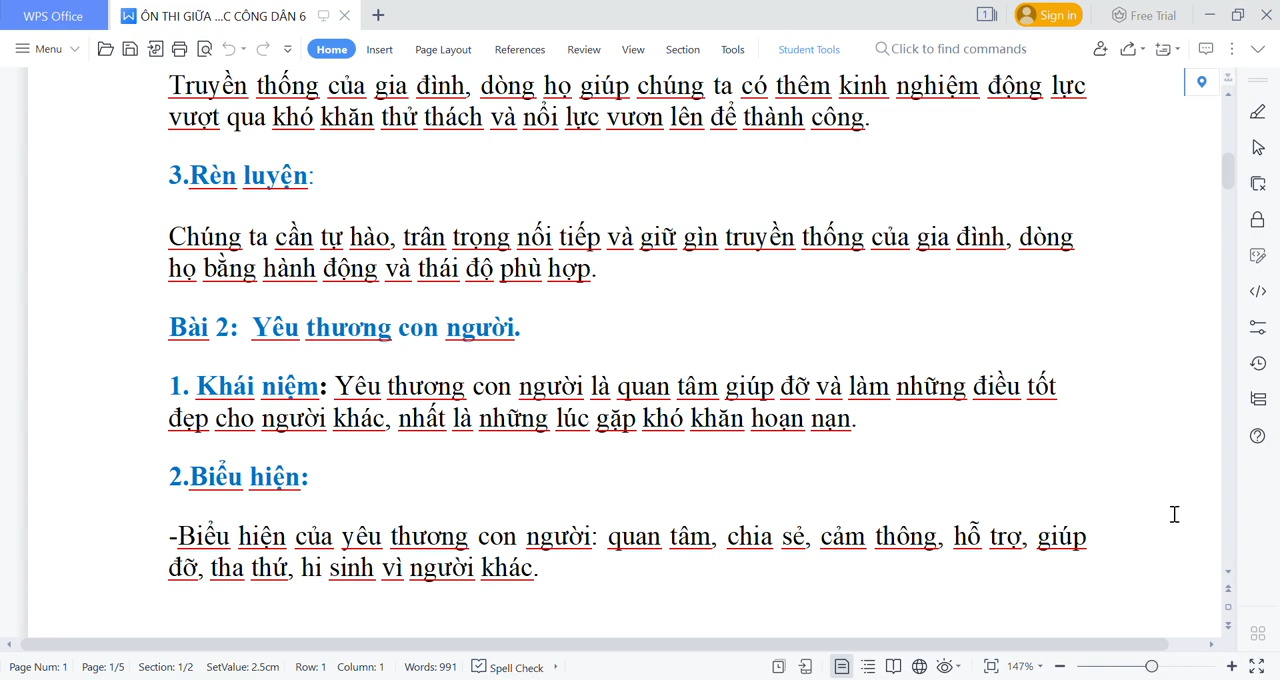 WPS Office
ÔN THI GIỮA ...C CÔNG DÂN 6
1
Sign in
Free Trial
Menu
Home
Insert
Page Layout
References
Review
View
Section
Tools
Student Tools
Click to find commands
Truyền thống của gia đình, dòng họ giúp chúng ta có thêm kinh nghiệm động lực
vượt qua khó khăn thử thách và nổi lực vươn lên để thành công.
3.Rèn luyện:
Chúng ta cần tự hào, trân trọng nối tiếp và giữ gìn truyền thống của gia đình, dòng
họ bằng hành động và thái độ phù hợp.
Bài 2: Yêu thương con người.
1. Khái niệm: Yêu thương con người là quan tâm giúp đỡ và làm những điều tốt
đẹp cho người khác, nhất là những lúc gặp khó khăn hoạn nạn.
2.Biểu hiện:
-Biểu hiện của yêu thương con người: quan tâm, chia sẻ, cảm thông, hỗ trợ, giúp
đỡ, tha thứ, hi sinh vì người khác.
Page Num: 1
Page: 1/5
Section: 1/2
SetValue: 2.5cm
Row: 1
Column: 1
Words: 991
Spell Check
147%